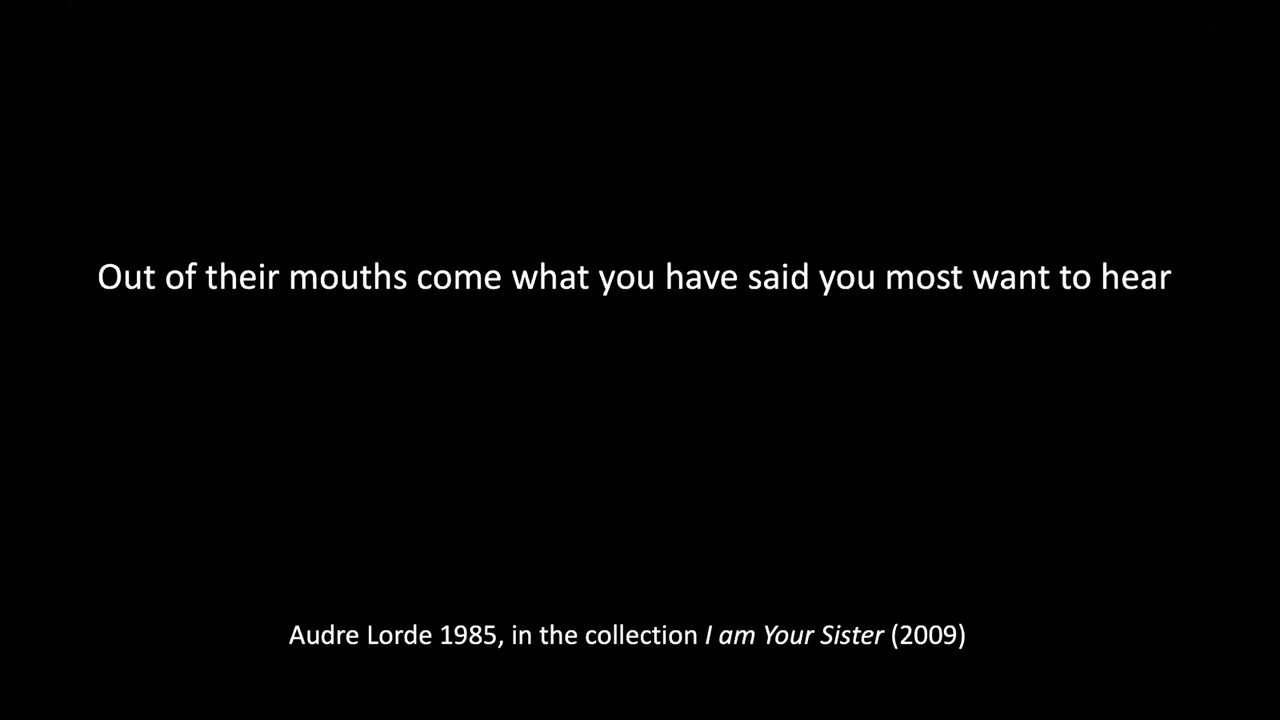 Out of their mouths come what you have said you most want to hear
Audre Lorde 1985, in the collection I am Your Sister (2009)